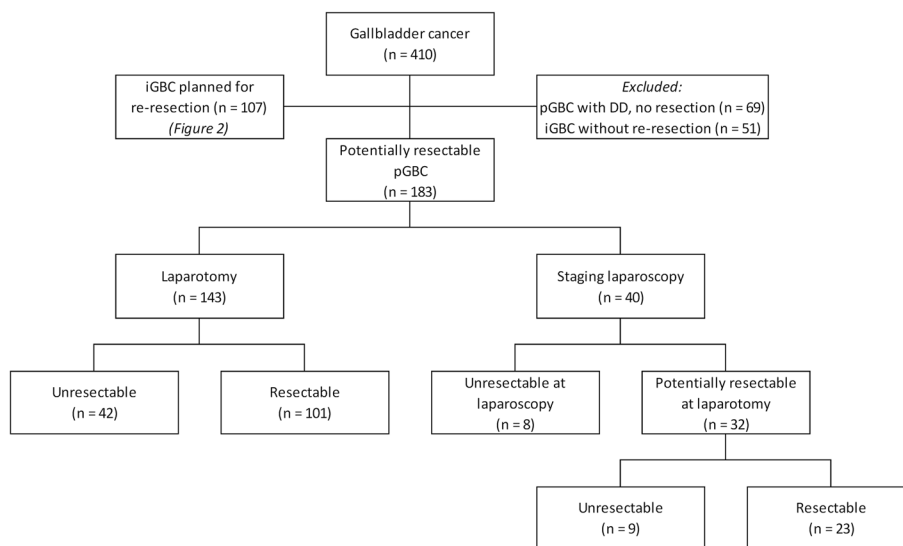 Gallbladder cancer
(n = 410)
iGBC planned for
re-resection (n = 107)
(Figure 2)
Excluded:
pGBC with DD, no resection (n = 69)
iGBC without re-resection (n = 51)
Potentially resectable
pGBC
(n = 183)
Laparotomy
(n = 143)
Staging laparoscopy
(n = 40)
Unresectable
(n = 42)
Resectable
(n = 101)
Unresectable at
laparoscopy
(n = 8)
Potentially resectable
at laparotomy
(n = 32)
Unresectable
(n = 9)
Resectable
(n = 23)